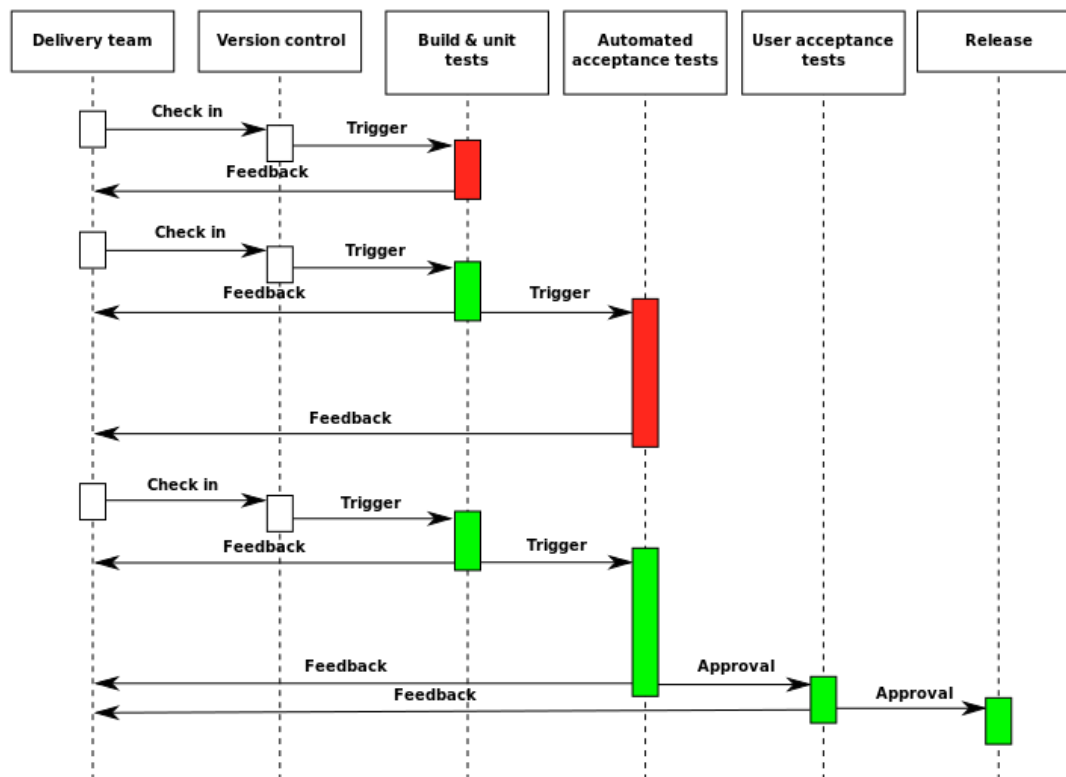 Delivery team
Version control
Build & unit
tests
Automated
acceptance tests
User acceptance
tests
Release
Check in
Trigger
Feedback
Check in
Trigger
Feedback
Trigger
Feedback
Check in
Trigger
Feedback
Trigger
Feedback
Approval
Feedback
Approval